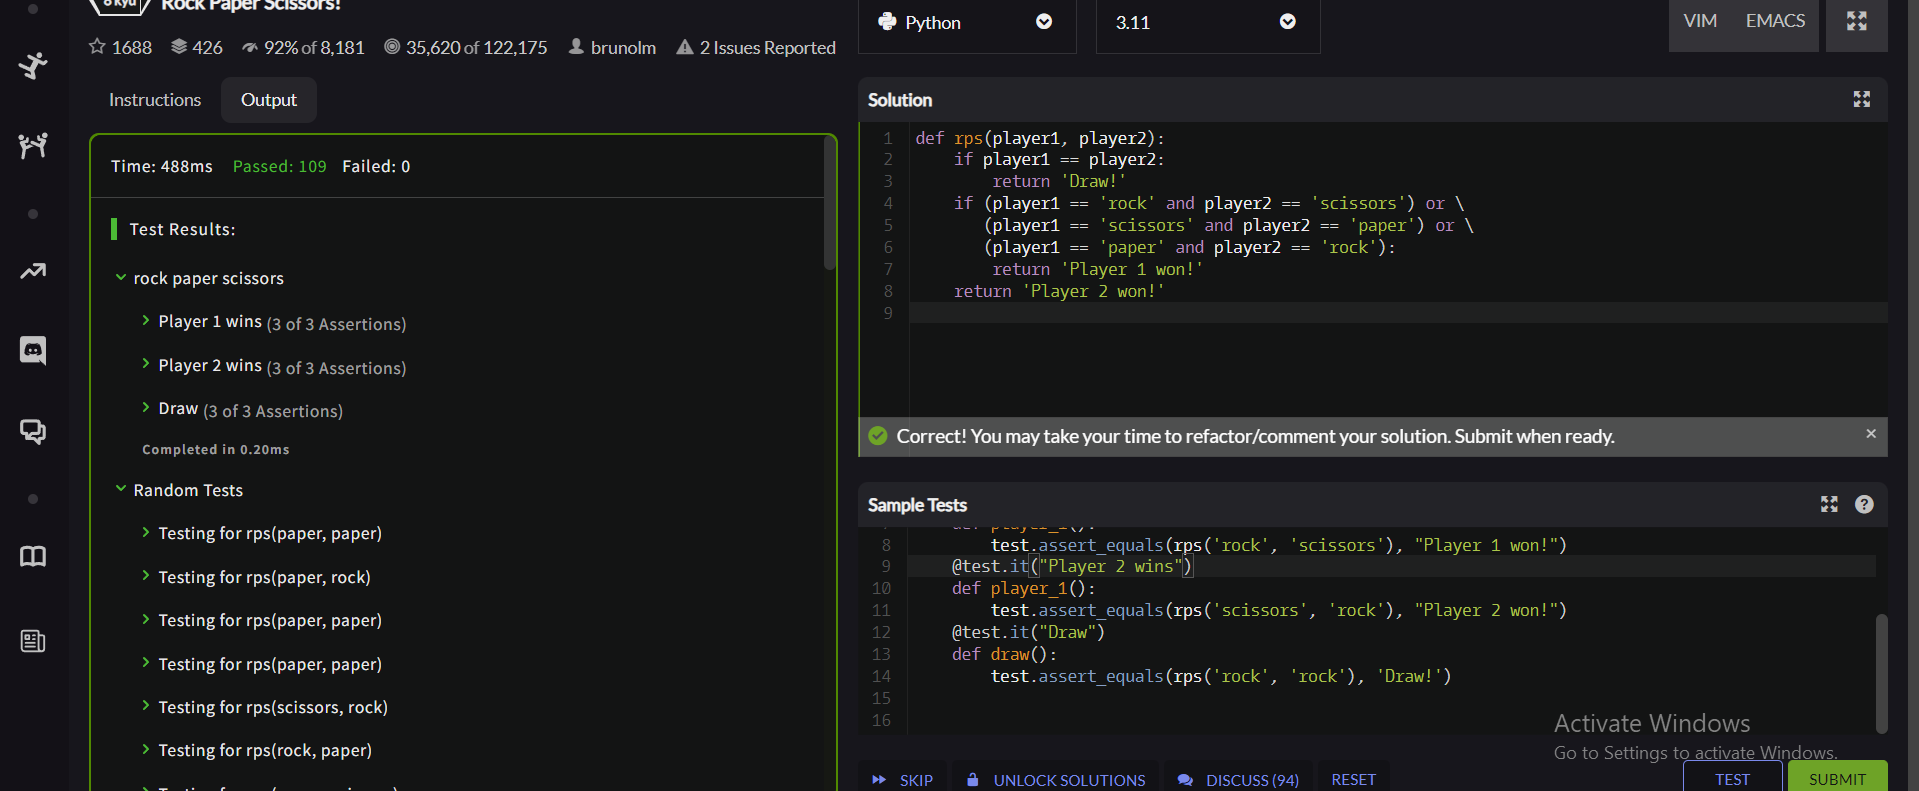 Rock Paper Scissors!
1688 426 92% of 8,181 35,620 of 122,175 brunolm 2 Issues Reported
Instructions Output
Time: 488ms Passed: 109 Failed: 0
Test Results:
rock paper scissors
Player 1 wins (3 of 3 Assertions)
Player 2 wins (3 of 3 Assertions)
Draw (3 of 3 Assertions)
Completed in 0.20ms
Random Tests
Testing for rps(paper, paper)
Testing for rps(paper, rock)
Testing for rps(paper, paper)
Testing for rps(paper, paper)
Testing for rps(scissors, rock)
Testing for rps(rock, paper)
Python 3.11 VIM EMACS
Solution
1 def rps(player1, player2):
2 if player1 == player2:
3 return 'Draw!'
4 if (player1 == 'rock' and player2 == 'scissors') or \
5 (player1 == 'scissors' and player2 == 'paper') or \
6 (player1 == 'paper' and player2 == 'rock'):
7 return 'Player 1 won!'
8 return 'Player 2 won!'
9
Correct! You may take your time to refactor/comment your solution. Submit when ready.
Sample Tests
8 test.assert_equals(rps('rock', 'scissors'), "Player 1 won!")
9 @test.it("Player 2 wins")
10 def player_1():
11 test.assert_equals(rps('scissors', 'rock'), "Player 2 won!")
12 @test.it("Draw")
13 def draw():
14 test.assert_equals(rps('rock', 'rock'), 'Draw!')
15
16
Activate Windows
Go to Settings to activate Windows.
SKIP UNLOCK SOLUTIONS DISCUSS (94) RESET TEST SUBMIT